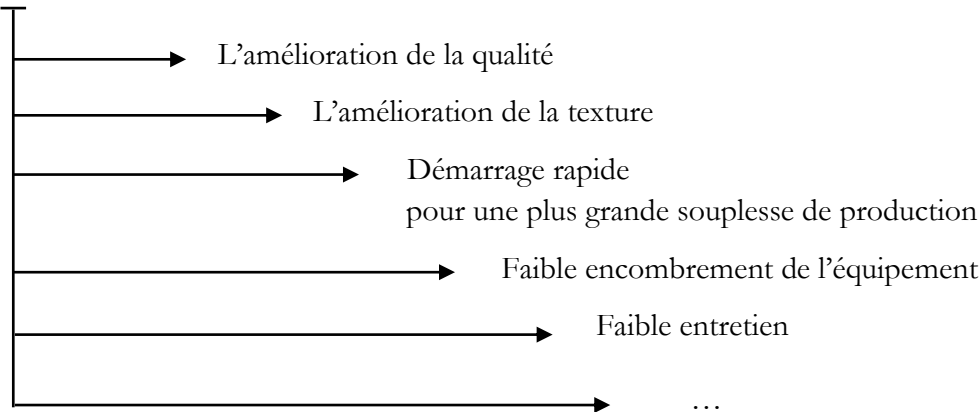 L’amélioration de la qualité
L’amélioration de la texture
Démarrage rapide
pour une plus grande souplesse de production
Faible encombrement de l’équipement
Faible entretien
…